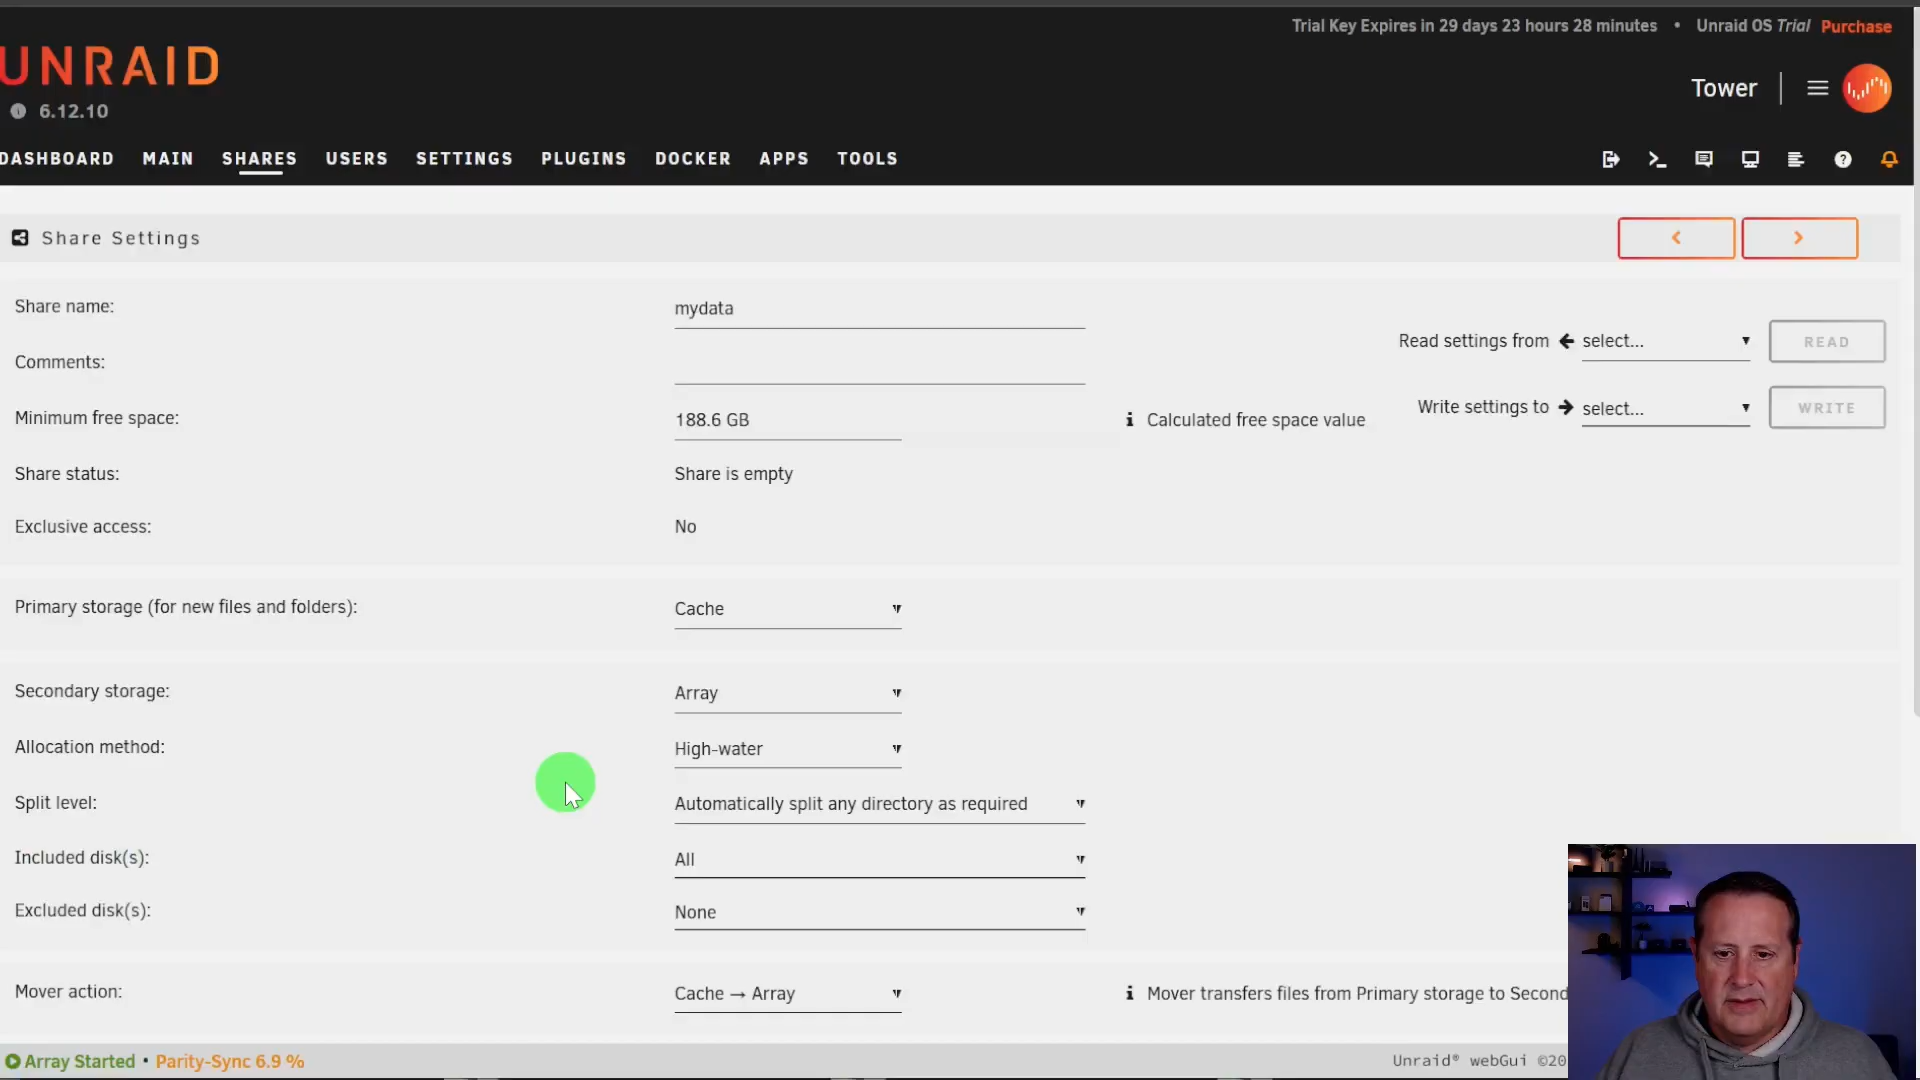 Trial Key Expires in 29 days 23 hours 28 minutes • Unraid OS Trial Purchase
UNRAID
6.12.10
Tower
DASHBOARD MAIN SHARES USERS SETTINGS PLUGINS DOCKER APPS TOOLS
Share Settings
Share name: mydata
Read settings from select... READ
Comments:
Write settings to select... WRITE
Minimum free space: 188.6 GB Calculated free space value
Share status: Share is empty
Exclusive access: No
Primary storage (for new files and folders): Cache
Secondary storage: Array
Allocation method: High-water
Split level: Automatically split any directory as required
Included disk(s): All
Excluded disk(s): None
Mover action: Cache → Array Mover transfers files from Primary storage to Second
Array Started • Parity-Sync 6.9 % Unraid® webGui ©20